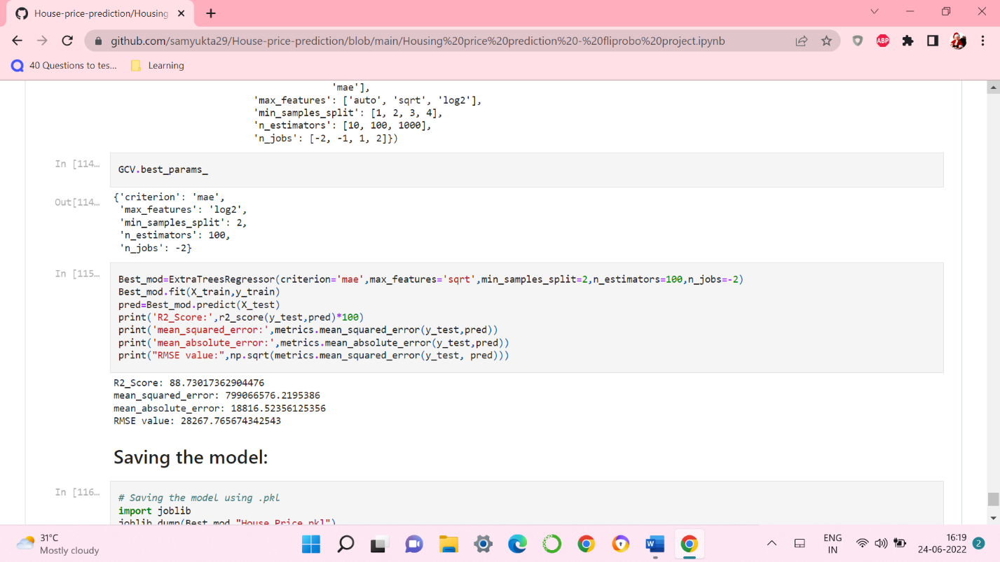 House-price-prediction/Housing
github.com/samyukta29/House-price-prediction/blob/main/Housing%20price%20prediction%20-%20fliprobo%20project.ipynb
ABP
40 Questions to tes...
Learning
'mae'],
'max_features': ['auto', 'sqrt', 'log2'],
'min_samples_split': [1, 2, 3, 4],
'n_estimators': [10, 100, 1000],
'n_jobs': [-2, -1, 1, 2]})
In [114...
GCV.best_params_
Out[114...
{'criterion': 'mae',
'max_features': 'log2',
'min_samples_split': 2,
'n_estimators': 100,
'n_jobs': -2}
In [115...
Best_mod=ExtraTreesRegressor(criterion='mae',max_features='sqrt',min_samples_split=2,n_estimators=100,n_jobs=-2)
Best_mod.fit(X_train,y_train)
pred=Best_mod.predict(X_test)
print('R2_Score:',r2_score(y_test,pred)*100)
print('mean_squared_error:',metrics.mean_squared_error(y_test,pred))
print('mean_absolute_error:',metrics.mean_absolute_error(y_test,pred))
print("RMSE value:",np.sqrt(metrics.mean_squared_error(y_test, pred)))
R2_Score: 88.73017362904476
mean_squared_error: 799066576.2195386
mean_absolute_error: 18816.52356125356
RMSE value: 28267.765674342543
Saving the model:
In [116...
# Saving the model using .pkl
import joblib
joblib.dump(Best_mod,"House_Price.pkl")
31°C
Mostly cloudy
W
ENG
IN
16:19
24-06-2022
2